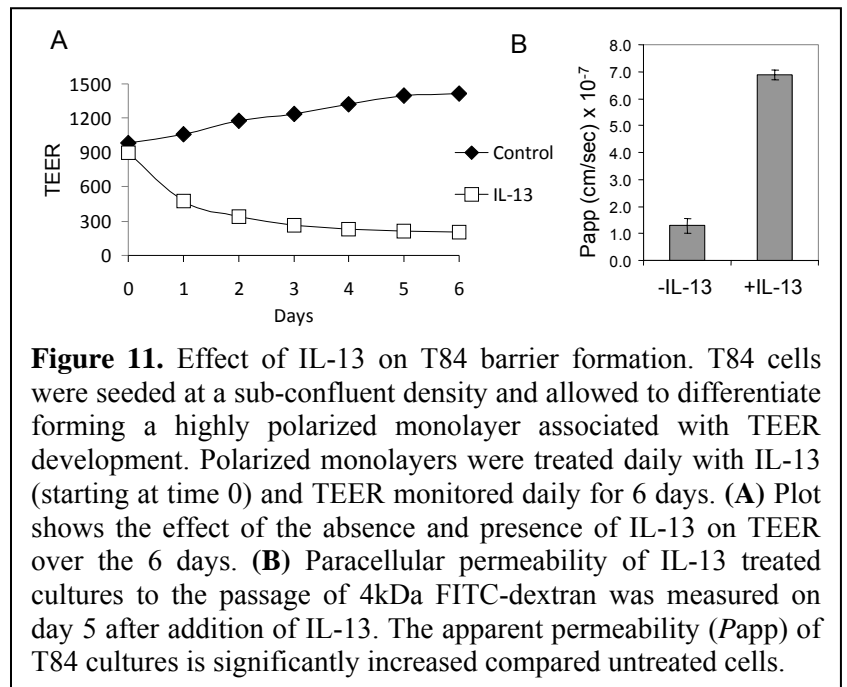 A
B
1500
1200
900
600
300
0
TEER
0 1 2 3 4 5 6
Days
Control
IL-13
8.0
7.0
6.0
5.0
4.0
3.0
2.0
1.0
0.0
Papp (cm/sec) x 10-7
-IL-13 +IL-13
Figure 11. Effect of IL-13 on T84 barrier formation. T84 cells
were seeded at a sub-confluent density and allowed to differentiate
forming a highly polarized monolayer associated with TEER
development. Polarized monolayers were treated daily with IL-13
(starting at time 0) and TEER monitored daily for 6 days. (A) Plot
shows the effect of the absence and presence of IL-13 on TEER
over the 6 days. (B) Paracellular permeability of IL-13 treated
cultures to the passage of 4kDa FITC-dextran was measured on
day 5 after addition of IL-13. The apparent permeability (Papp) of
T84 cultures is significantly increased compared untreated cells.